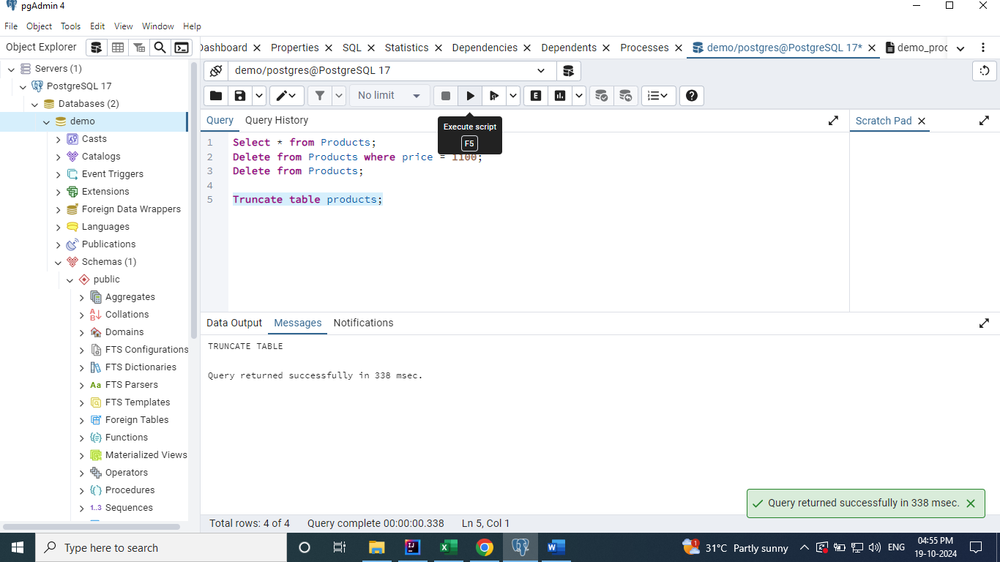 pgAdmin 4
File Object Tools Edit View Window Help
Object Explorer
Dashboard Properties SQL Statistics Dependencies Dependents Processes demo/postgres@PostgreSQL 17*
Servers (1)
PostgreSQL 17
Databases (2)
demo
Casts
Catalogs
Event Triggers
Extensions
Foreign Data Wrappers
Languages
Publications
Schemas (1)
public
Aggregates
Collations
Domains
FTS Configurations
FTS Dictionaries
FTS Parsers
FTS Templates
Foreign Tables
Functions
Materialized Views
Operators
Procedures
1..3 Sequences
demo/postgres@PostgreSQL 17
No limit
E
Execute script
F5
Query Query History
Scratch Pad
1 Select * from Products;
2 Delete from Products where price = 1100;
3 Delete from Products;
4
5 Truncate table products;
Data Output Messages Notifications
TRUNCATE TABLE
Query returned successfully in 338 msec.
Query returned successfully in 338 msec.
Total rows: 4 of 4 Query complete 00:00:00.338 Ln 5, Col 1
Type here to search
31°C Partly sunny
ENG
04:55 PM
19-10-2024